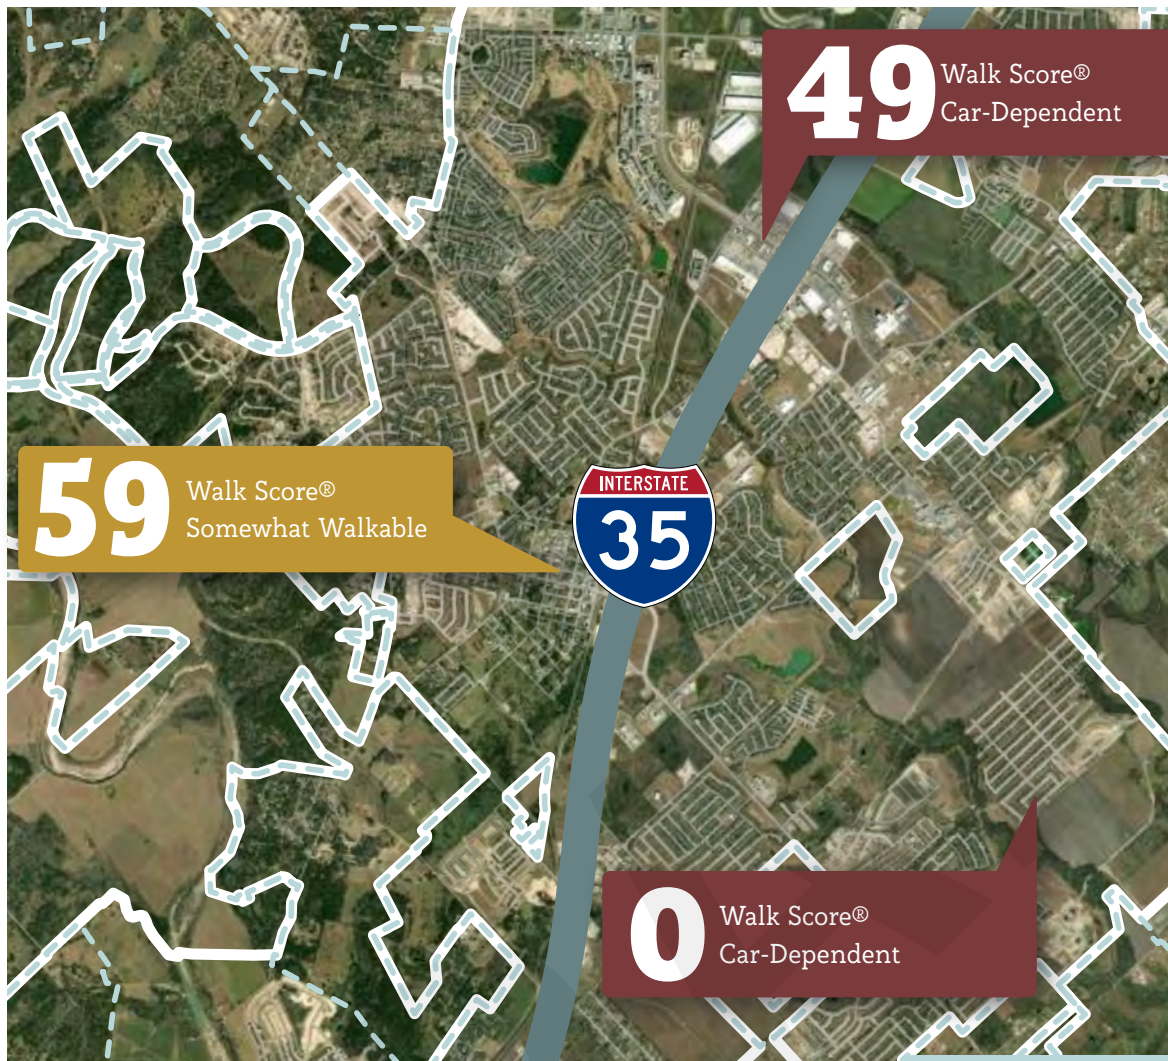 49
Walk Score®
Car-Dependent
59
Walk Score®
Somewhat Walkable
INTERSTATE
35
0
Walk Score®
Car-Dependent